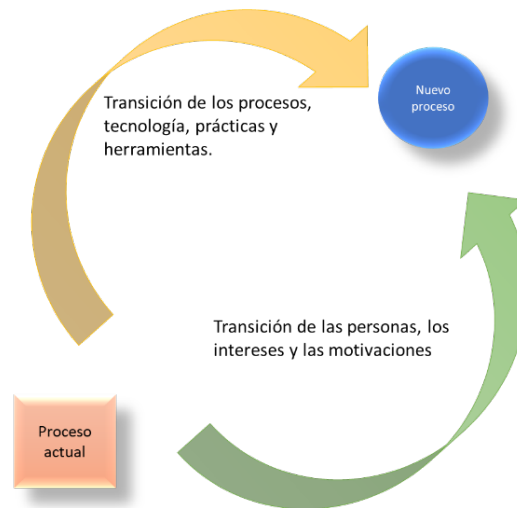 Nuevo
proceso
Transición de los procesos,
tecnología, prácticas y
herramientas.
Transición de las personas, los
intereses y las motivaciones
Proceso
actual